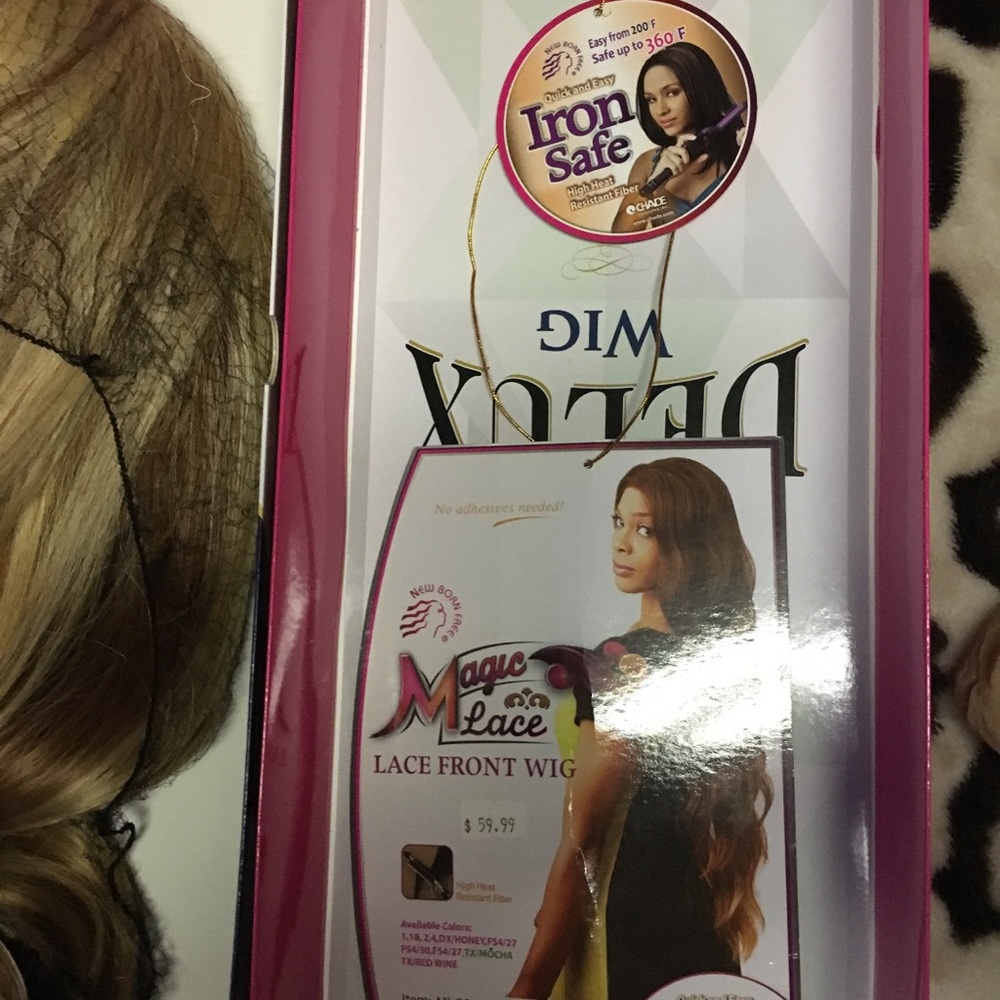 Easy from 200 F
Safe up to 360 F
NEW BORN FREE®
Quick and Easy
Iron
Safe
High Heat
Resistant Fiber
CHADE
www.chade.com
WIG
DELUX
No adhesives needed!
NEW BORN FREE®
Magic
Lace
LACE FRONT WIG
$ 59.99
High Heat
Resistant Fiber
Available Colors:
1,1B, 2,4,DX/HONEY,FS4/27
FS4/30,FS4/27,TX/MOCHA
TX/RED WINE